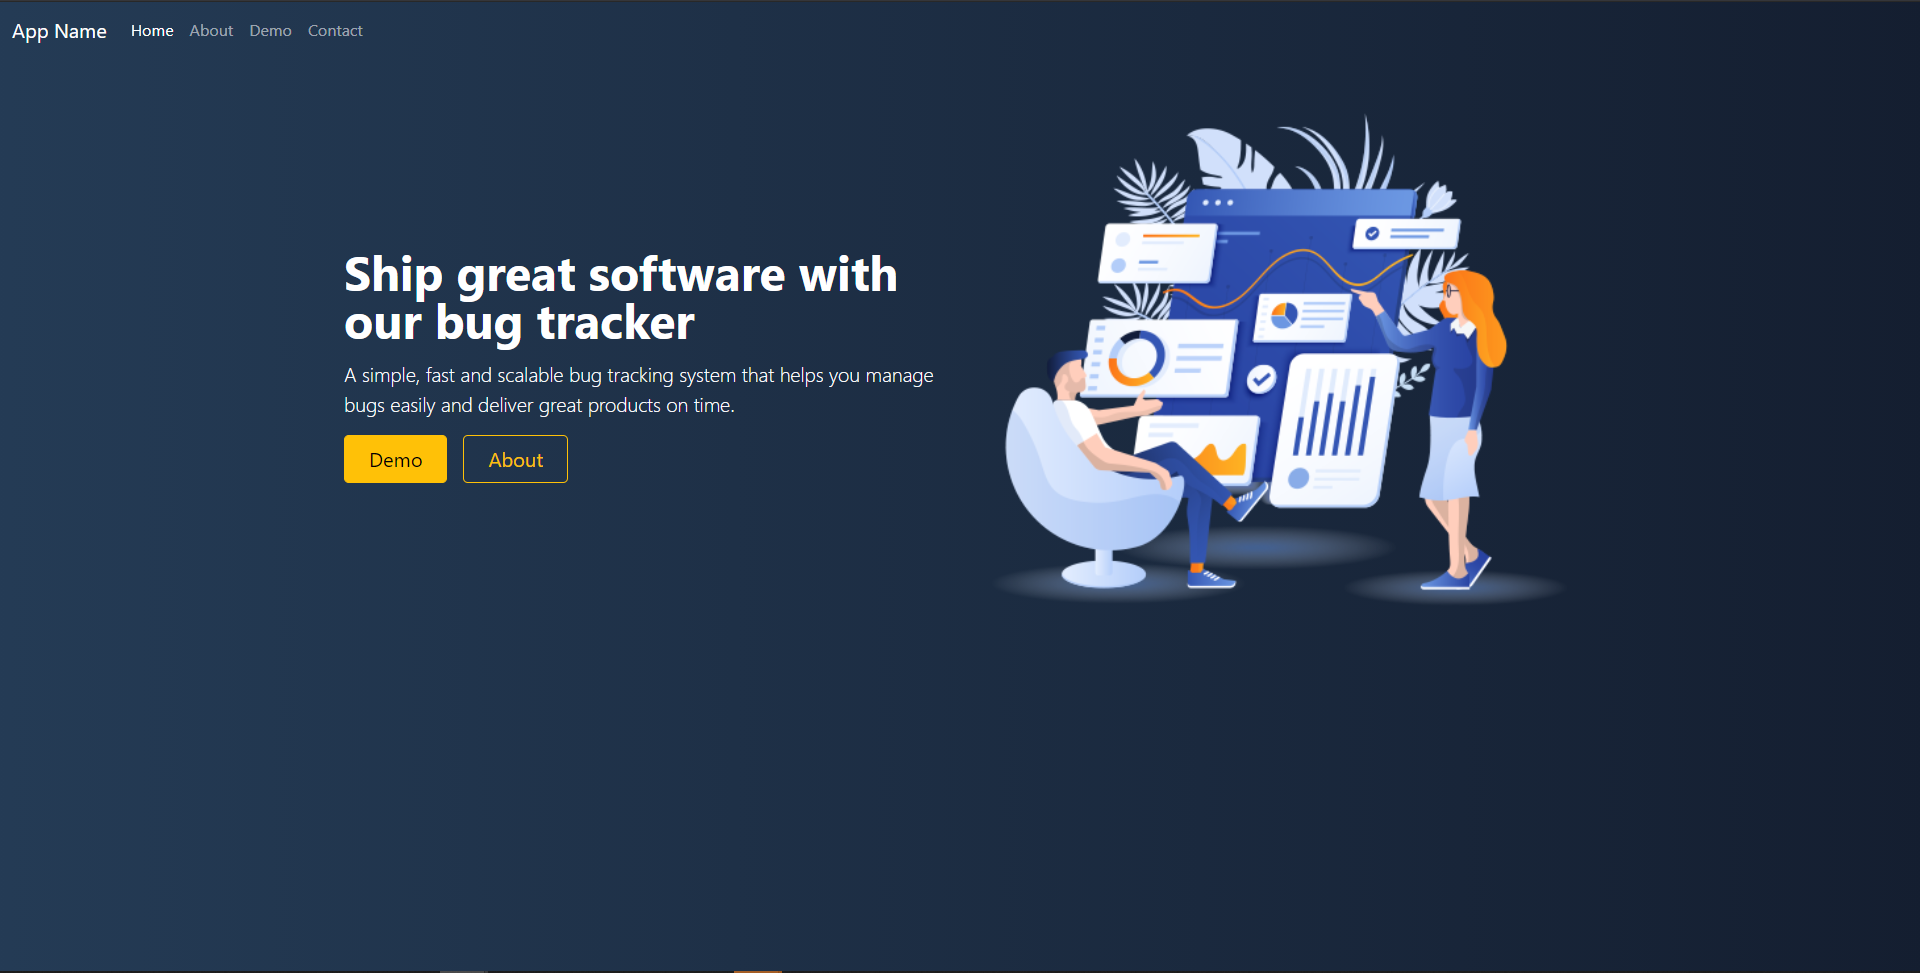 App Name Home About Demo Contact
Ship great software with
our bug tracker
A simple, fast and scalable bug tracking system that helps you manage
bugs easily and deliver great products on time.
Demo About